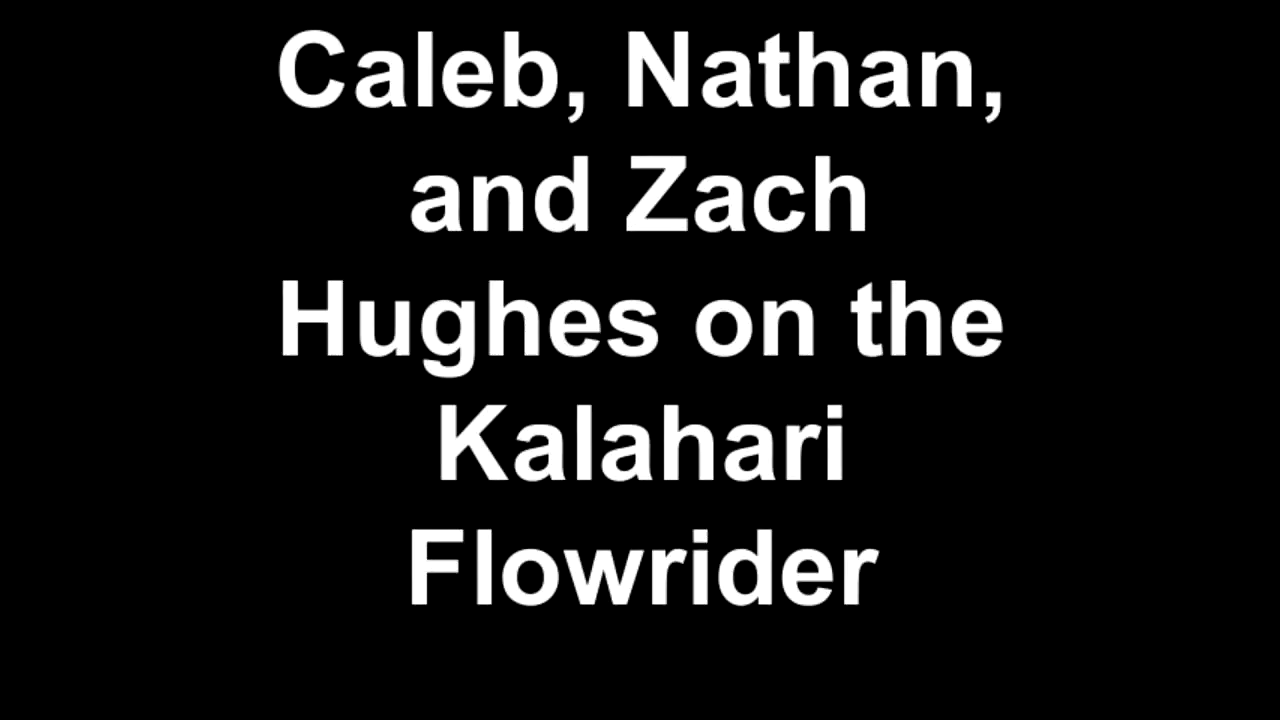 Caleb, Nathan,
and Zach
Hughes on the
Kalahari
Flowrider